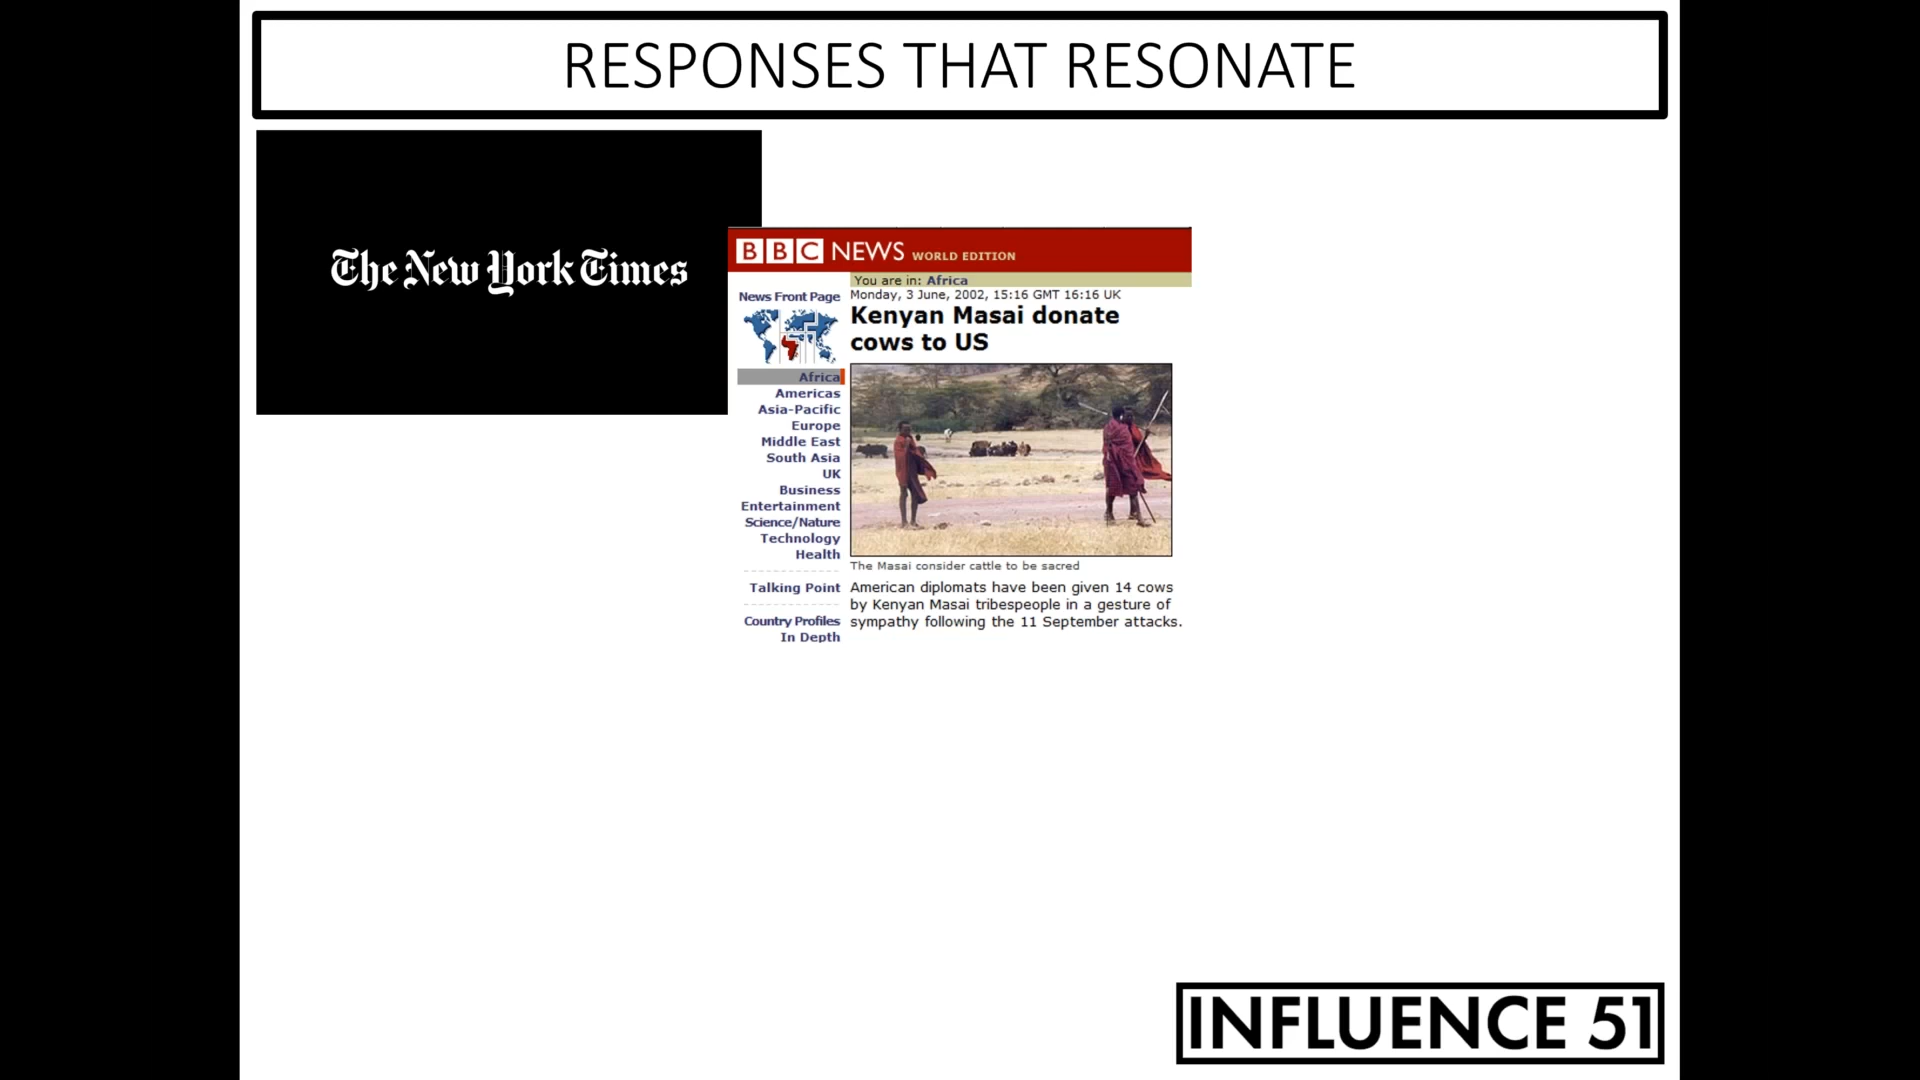 RESPONSES THAT RESONATE
The New York Times
BBC NEWS WORLD EDITION
You are in: Africa
News Front Page
Africa
Americas
Asia-Pacific
Europe
Middle East
South Asia
UK
Business
Entertainment
Science/Nature
Technology
Health
Talking Point
Country Profiles
In Depth
Monday, 3 June, 2002, 15:16 GMT 16:16 UK
Kenyan Masai donate
cows to US
The Masai consider cattle to be sacred
American diplomats have been given 14 cows
by Kenyan Masai tribespeople in a gesture of
sympathy following the 11 September attacks.
INFLUENCE 51